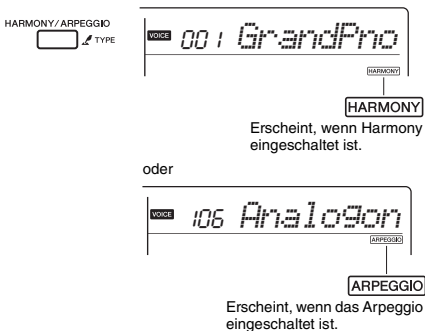 HARMONY/ARPEGGIO
TYPE
VOICE 001 GrandPno
HARMONY
HARMONY
Erscheint, wenn Harmony
eingeschaltet ist.
oder
VOICE 106 Analogon
ARPEGGIO
ARPEGGIO
Erscheint, wenn das Arpeggio
eingeschaltet ist.